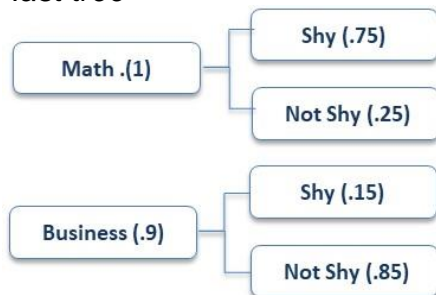 Shy (.75)
Math .(1)
Not Shy (.25)
Shy (.15)
Business (.9)
Not Shy (.85)